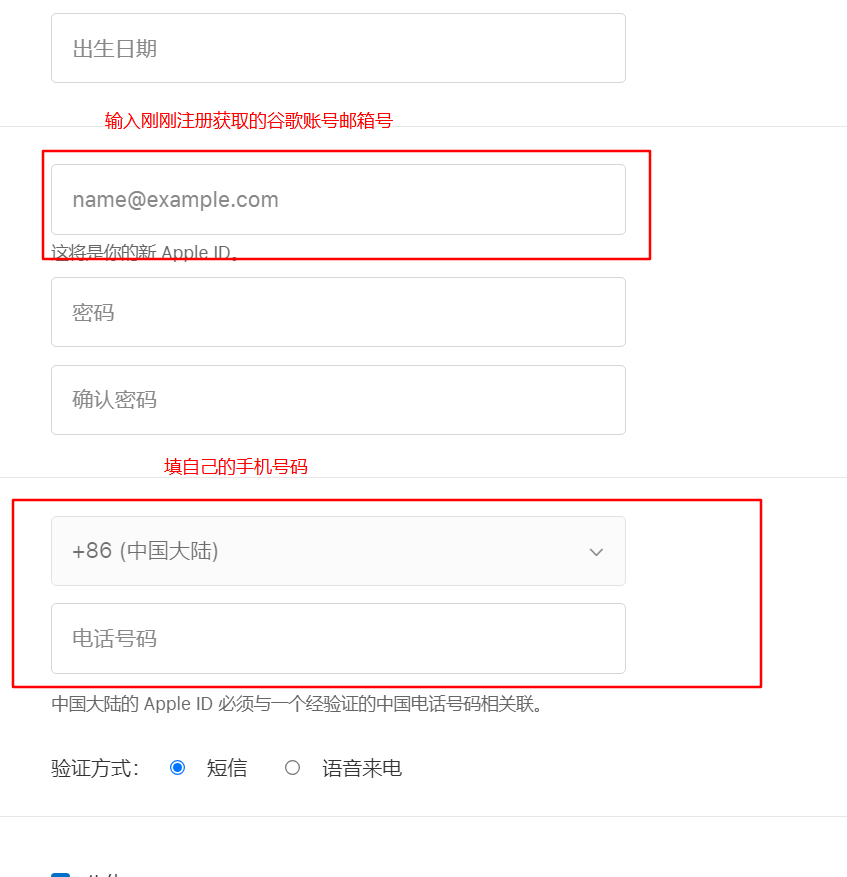 出生日期
输入刚刚注册获取的谷歌账号邮箱号
name@example.com
这将是你的新 Apple ID。
密码
确认密码
填自己的手机号码
+86 (中国大陆)
电话号码
中国大陆的 Apple ID 必须与一个经验证的中国电话号码相关联。
验证方式： 短信 语音来电